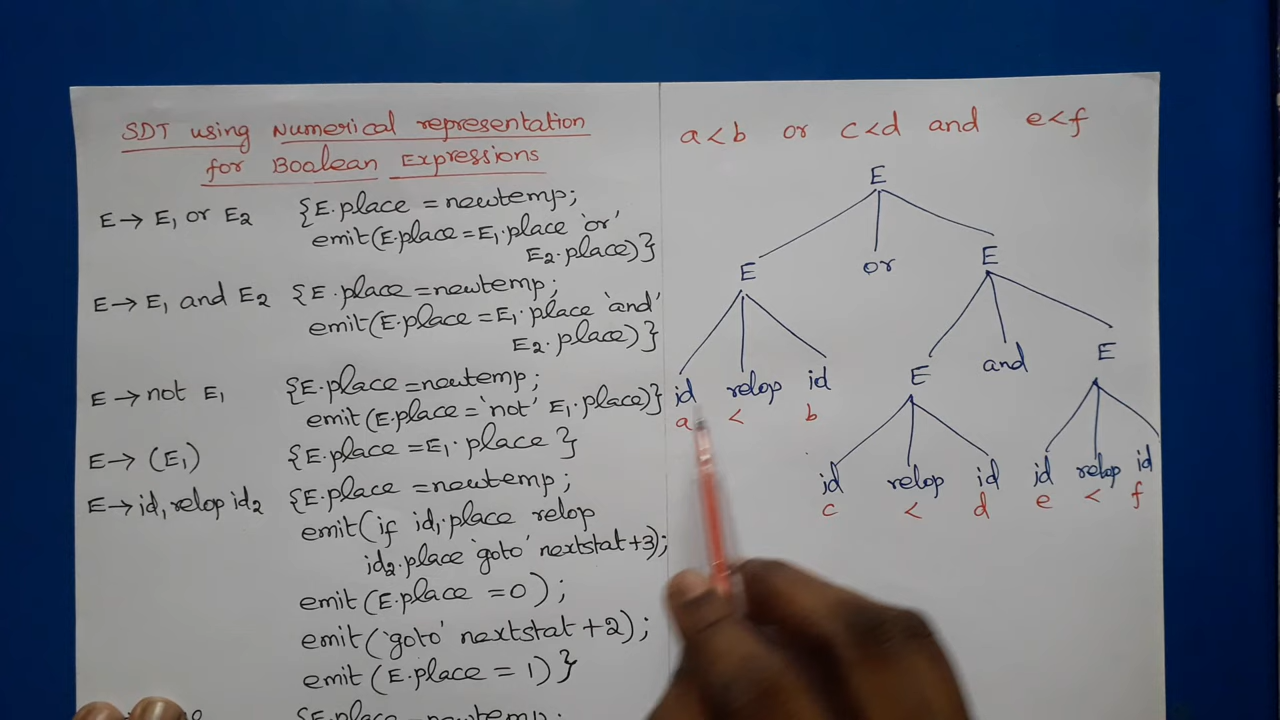 SDT using Numerical representation
for Boolean Expressions
E → E₁ or E₂ {E.place = newtemp;
emit(E.place = E₁.place 'or'
E₂.place)}
E → E₁ and E₂ {E.place = newtemp;
emit(E.place = E₁.place 'and'
E₂.place)}
E → not E₁ {E.place = newtemp;
emit(E.place = 'not' E₁.place)}
E → (E₁) {E.place = E₁.place}
E → id₁ relop id₂ {E.place = newtemp;
emit(if id₁.place relop
id₂.place 'goto' nextstat+3);
emit(E.place = 0);
emit('goto' nextstat + 2);
emit(E.place = 1)}
a < b or c < d and e < f
E
E or E
E and E
id relop id
a < b
id relop id id relop id
c < d e < f